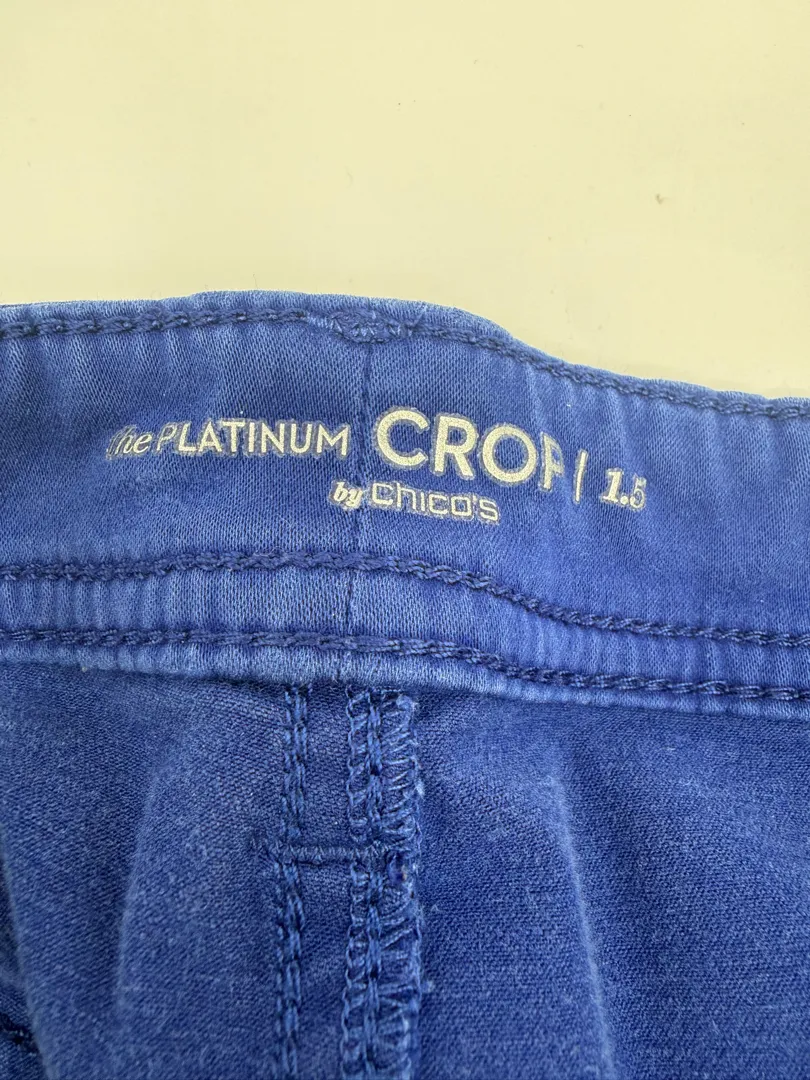 The PLATINUM CROP | 1.5
by chico's